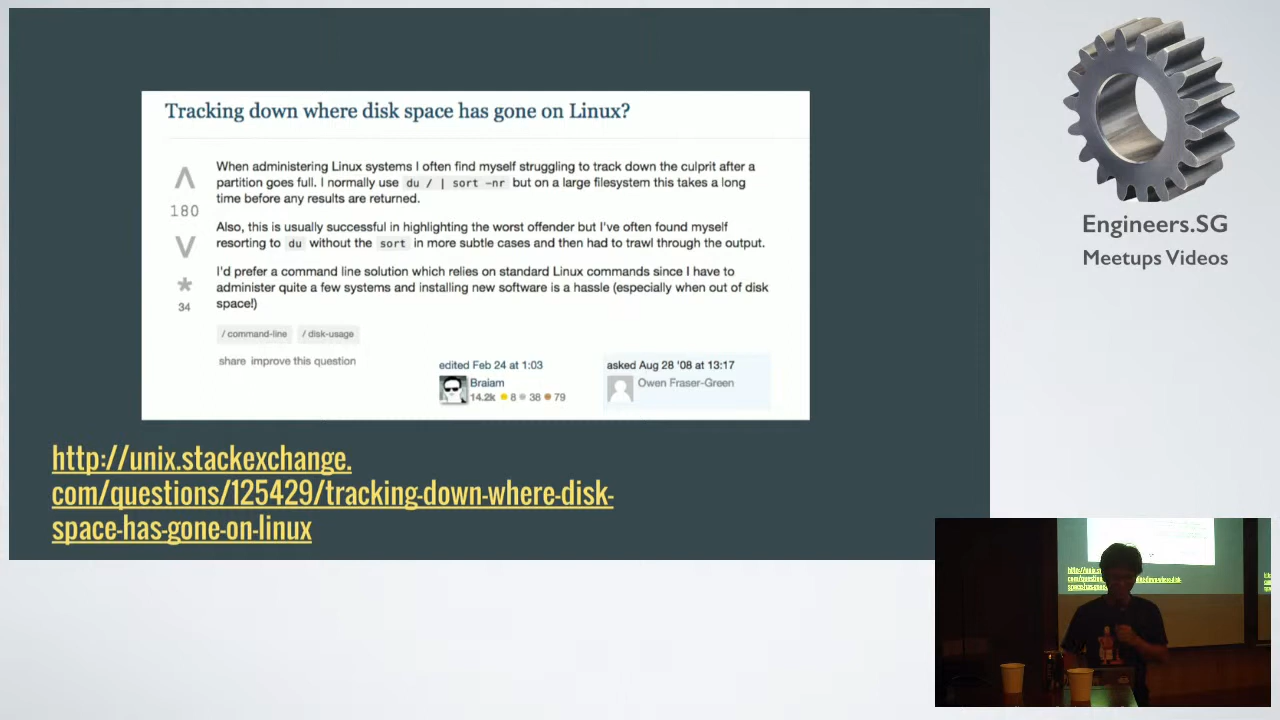 Tracking down where disk space has gone on Linux?
When administering Linux systems I often find myself struggling to track down the culprit after a
partition goes full. I normally use du / | sort -nr but on a large filesystem this takes a long
time before any results are returned.
180
Also, this is usually successful in highlighting the worst offender but I've often found myself
resorting to du without the sort in more subtle cases and then had to trawl through the output.
I'd prefer a command line solution which relies on standard Linux commands since I have to
administer quite a few systems and installing new software is a hassle (especially when out of disk
space!)
34
/ command-line / disk-usage
share improve this question
edited Feb 24 at 1:03
Braiam
14.2k 8 38 79
asked Aug 28 '08 at 13:17
Owen Fraser-Green
http://unix.stackexchange.
com/questions/125429/tracking-down-where-disk-
space-has-gone-on-linux
Engineers.SG
Meetups Videos